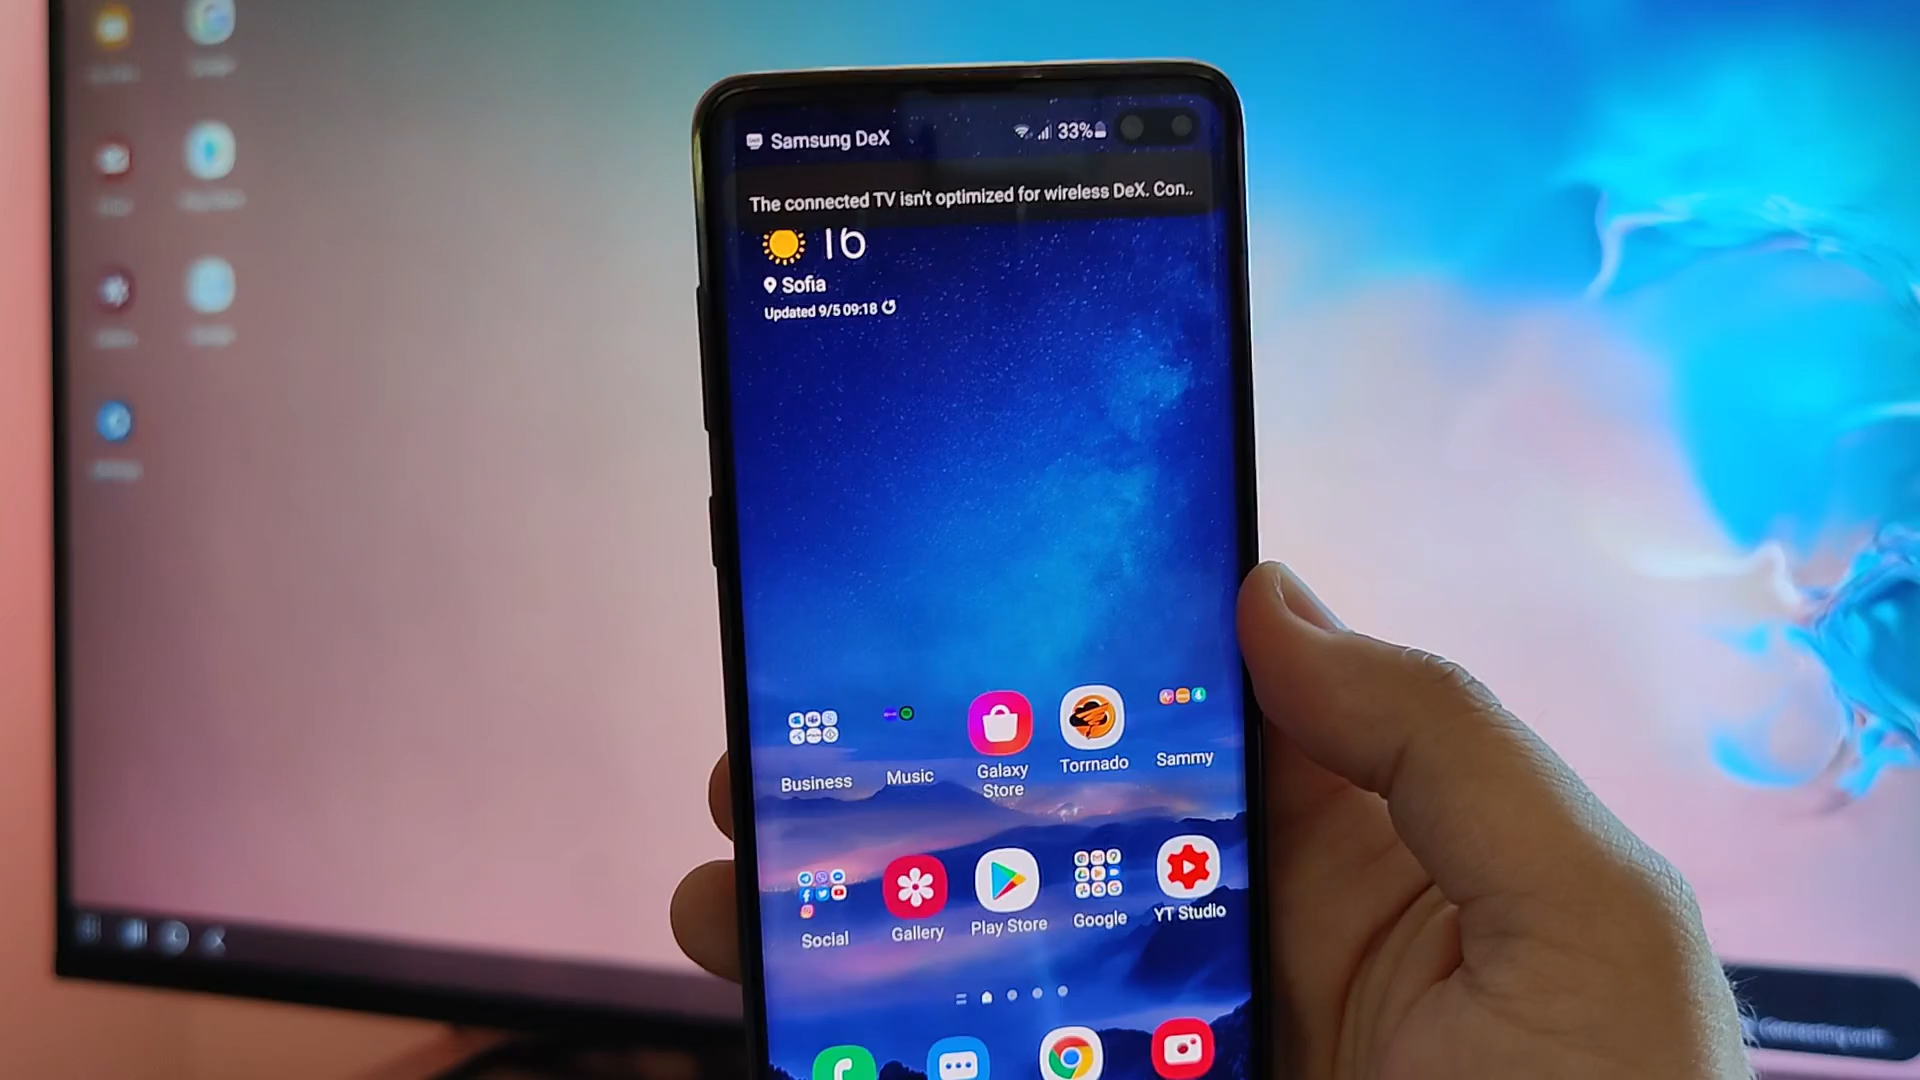 Samsung DeX
33%
The connected TV isn't optimized for wireless DeX. Con..
16
Sofia
Updated 9/5 09:18
Business
Music
Galaxy
Store
Torrnado
Sammy
Social
Gallery
Play Store
Google
YT Studio